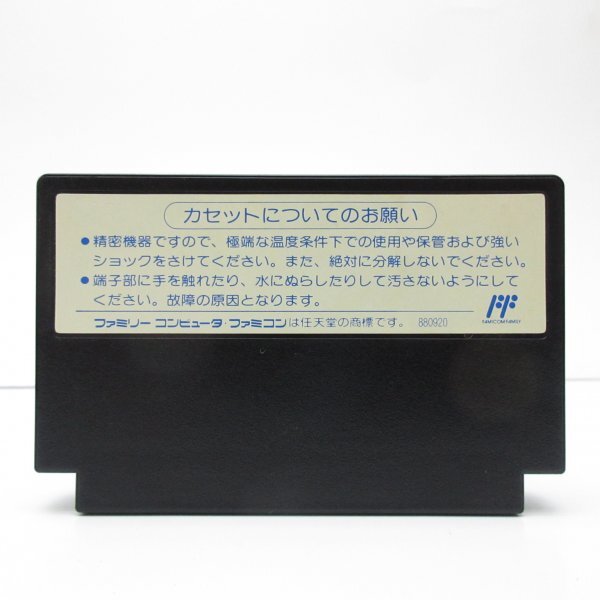 カセットについてのお願い
●精密機器ですので、極端な温度条件下での使用や保管および強い
ショックをさけてください。また、絶対に分解しないでください。
●端子部に手を触れたり、水にぬらしたりして汚さないようにして
ください。故障の原因となります。
ファミリー コンピュータ・ファミコンは任天堂の商標です。 880920
FAMICOM FAMILY